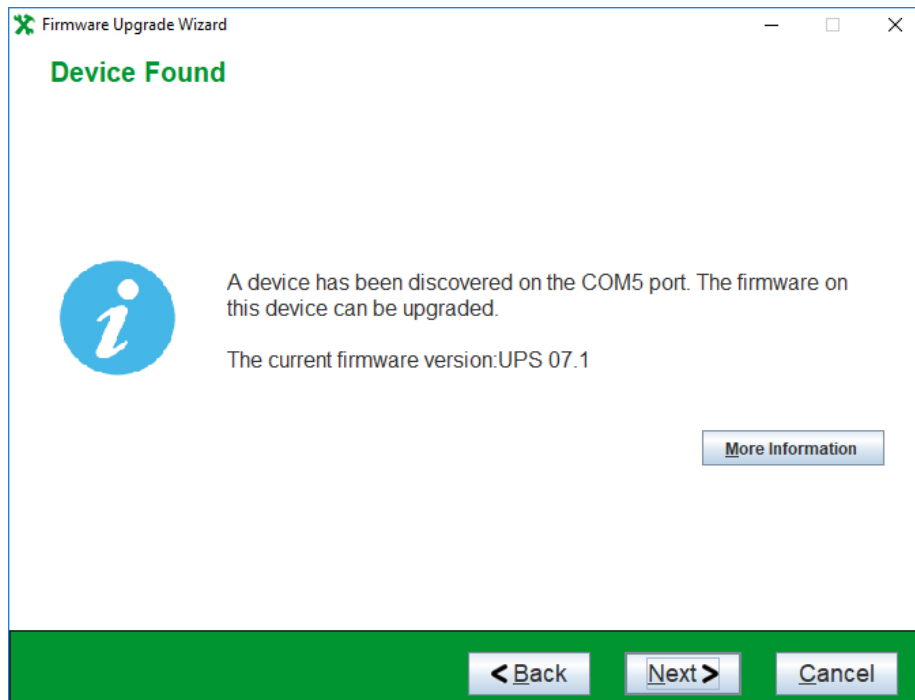 Firmware Upgrade Wizard
Device Found
A device has been discovered on the COM5 port. The firmware on
this device can be upgraded.
The current firmware version:UPS 07.1
More Information
< Back
Next >
Cancel